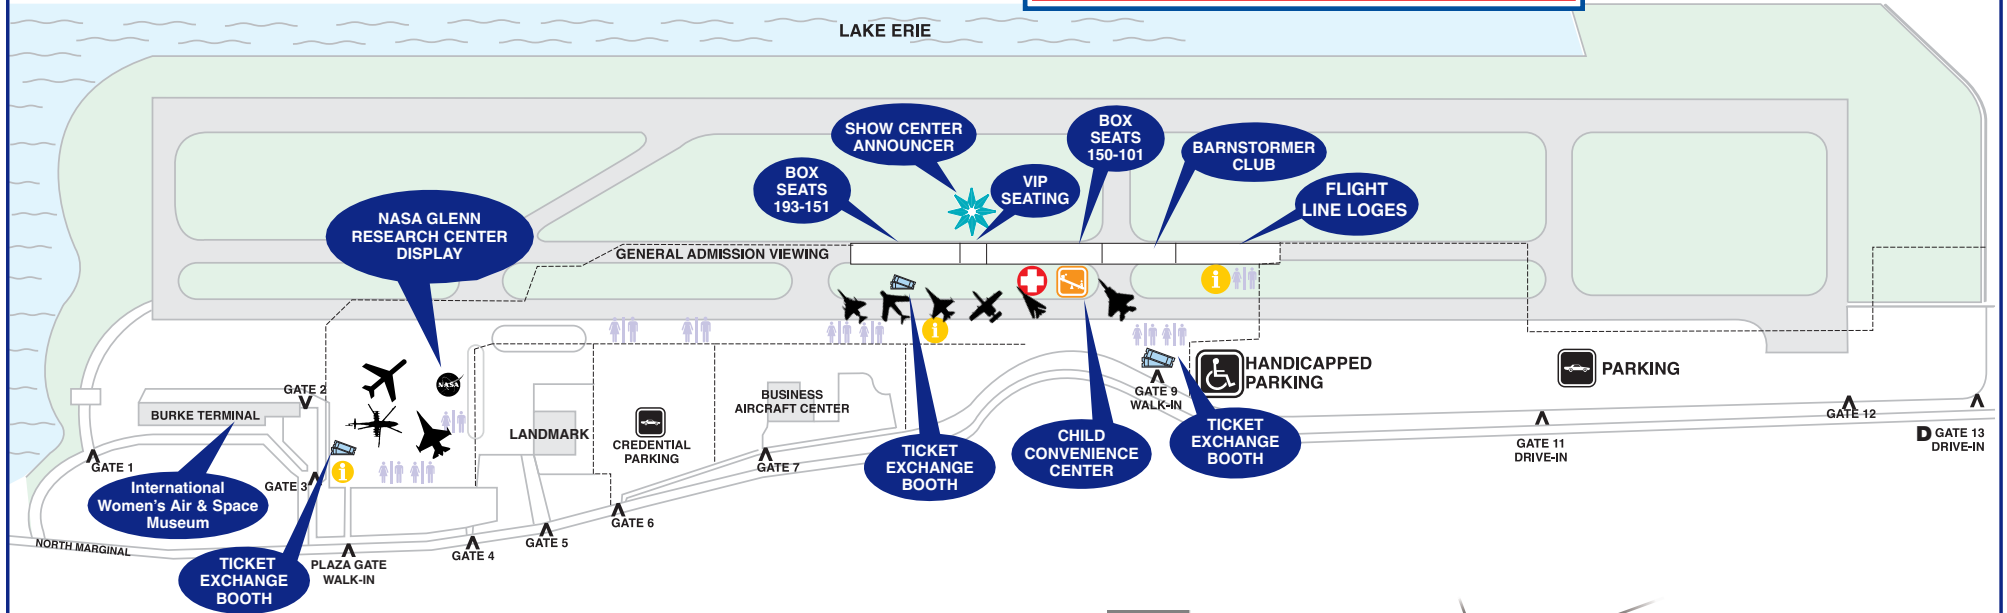 LAKE ERIE
SHOW CENTER
ANNOUNCER
BOX
SEATS
150-101
BARNSTORMER
CLUB
BOX
SEATS
193-151
VIP
SEATING
FLIGHT
LINE LOGES
NASA GLENN
RESEARCH CENTER
DISPLAY
GENERAL ADMISSION VIEWING
i
i
NASA
HANDICAPPED
PARKING
PARKING
GATE 2
BURKE TERMINAL
BUSINESS
AIRCRAFT CENTER
GATE 9
WALK-IN
GATE 12
LANDMARK
CREDENTIAL
PARKING
TICKET
EXCHANGE
BOOTH
CHILD
CONVENIENCE
CENTER
TICKET
EXCHANGE
BOOTH
GATE 11
DRIVE-IN
D GATE 13
DRIVE-IN
GATE 1
GATE 7
i
GATE 3
International
Women's Air & Space
Museum
GATE 6
GATE 5
GATE 4
NORTH MARGINAL
PLAZA GATE
WALK-IN
TICKET
EXCHANGE
BOOTH